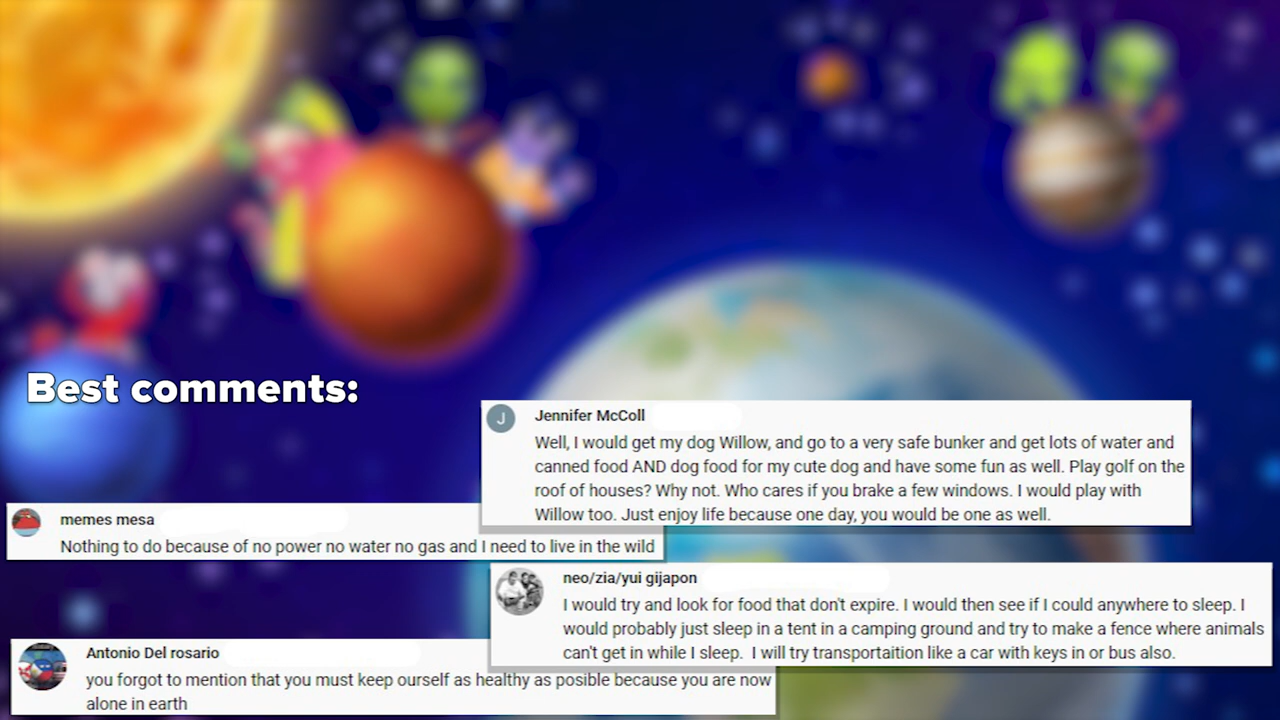 Best comments:
J
Jennifer McColl
Well, I would get my dog Willow, and go to a very safe bunker and get lots of water and
canned food AND dog food for my cute dog and have some fun as well. Play golf on the
roof of houses? Why not. Who cares if you brake a few windows. I would play with
Willow too. Just enjoy life because one day, you would be one as well.
memes mesa
Nothing to do because of no power no water no gas and I need to live in the wild
neo/zia/yui gijapon
I would try and look for food that don't expire. I would then see if I could anywhere to sleep. I
would probably just sleep in a tent in a camping ground and try to make a fence where animals
can't get in while I sleep. I will try transportaition like a car with keys in or bus also.
Antonio Del rosario
you forgot to mention that you must keep ourself as healthy as posible because you are now
alone in earth